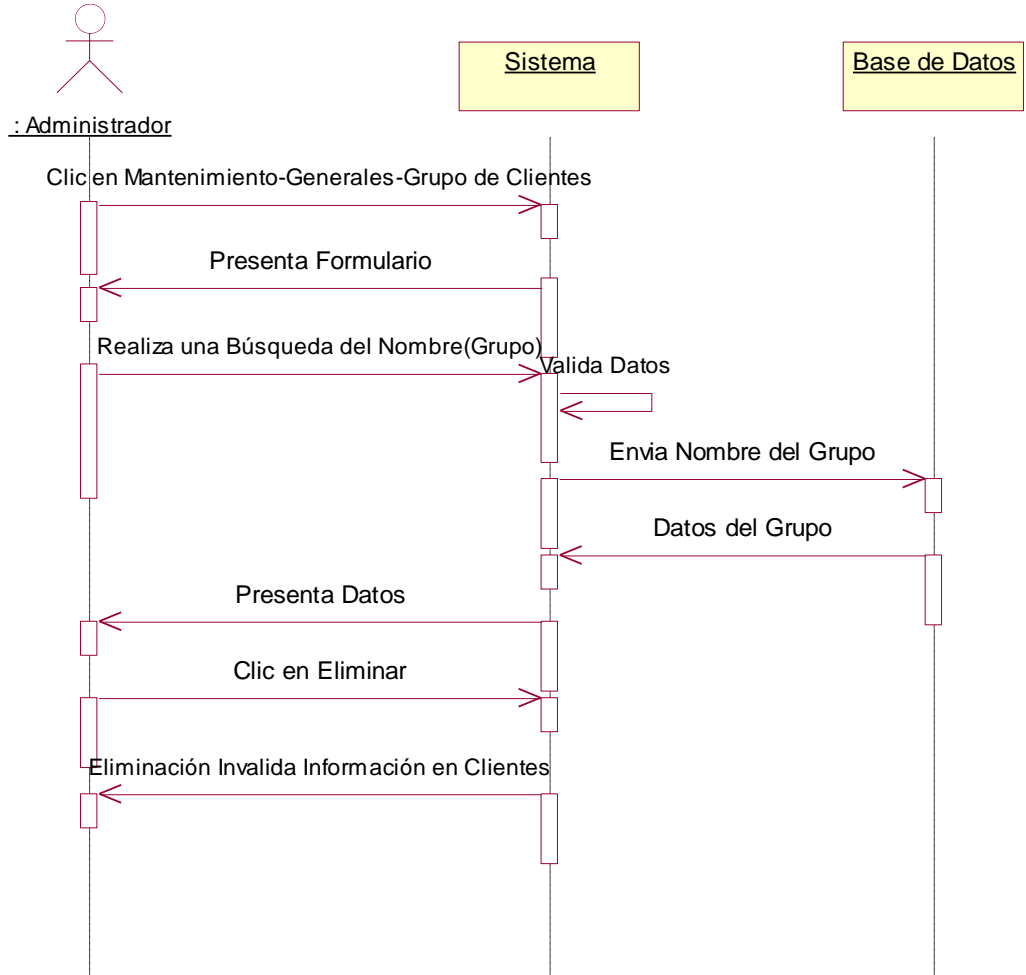 Sistema
Base de Datos
: Administrador
Clic en Mantenimiento-Generales-Grupo de Clientes
Presenta Formulario
Realiza una Búsqueda del Nombre(Grupo)
Valida Datos
Envia Nombre del Grupo
Datos del Grupo
Presenta Datos
Clic en Eliminar
Eliminación Invalida Información en Clientes